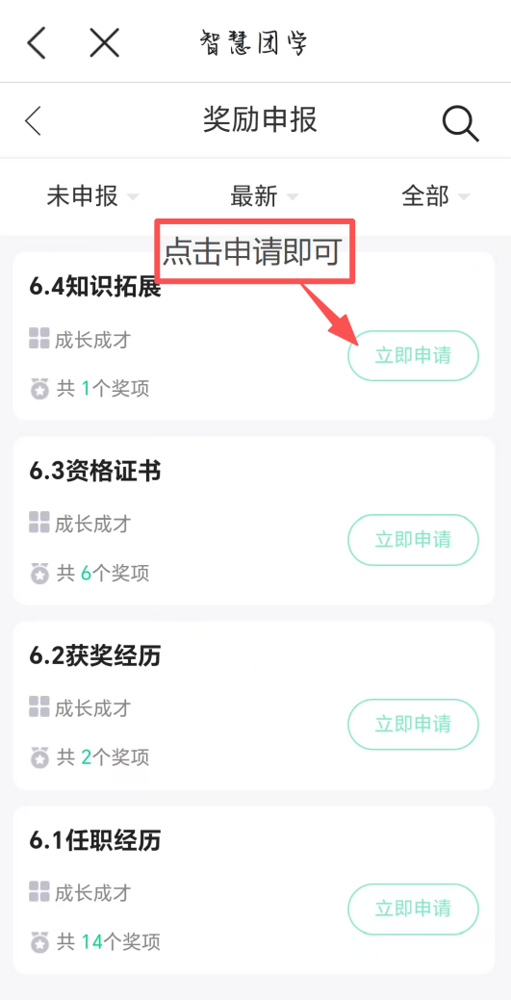 智慧团学
奖励申报
未申报 最新 全部
点击申请即可
6.4知识拓展
成长成才
立即申请
共 1个奖项
6.3资格证书
成长成才
立即申请
共 6个奖项
6.2获奖经历
成长成才
立即申请
共 2个奖项
6.1任职经历
成长成才
立即申请
共 14个奖项